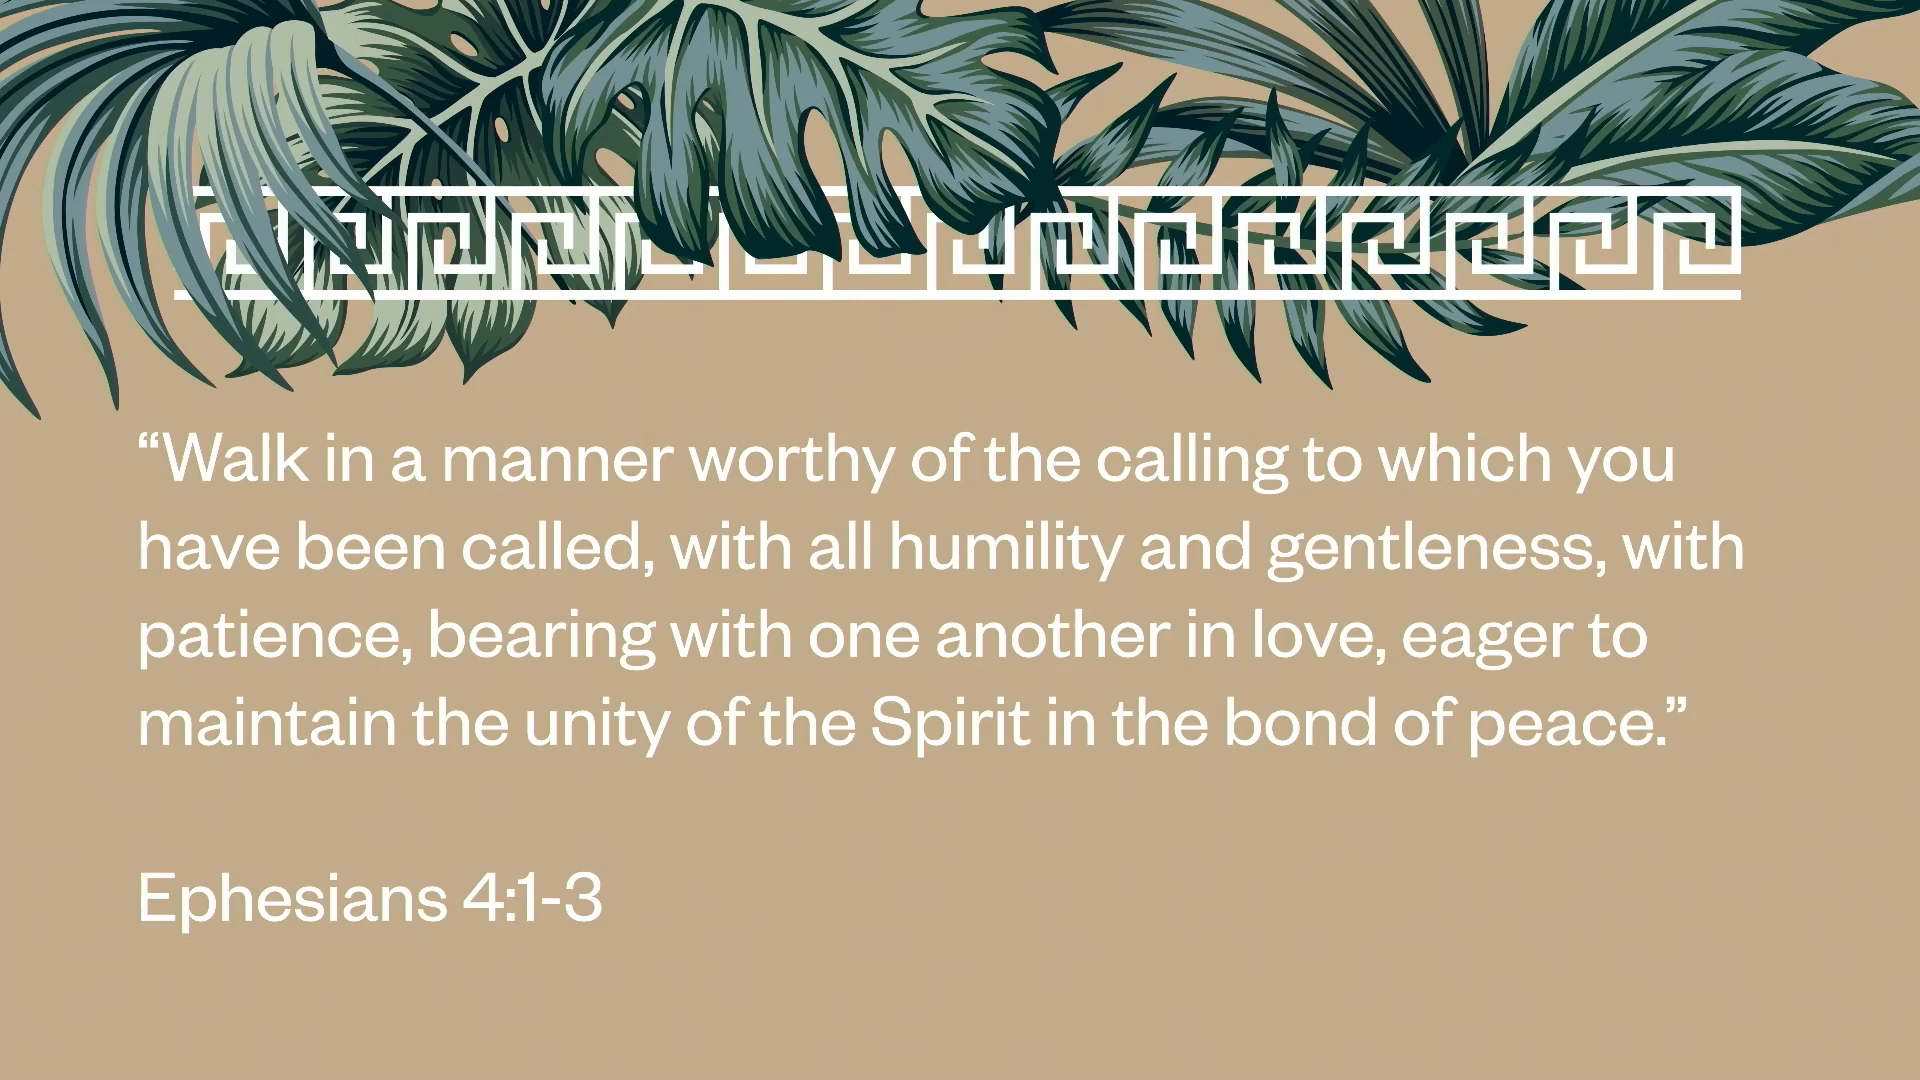 “Walk in a manner worthy of the calling to which you
have been called, with all humility and gentleness, with
patience, bearing with one another in love, eager to
maintain the unity of the Spirit in the bond of peace.”
Ephesians 4:1-3